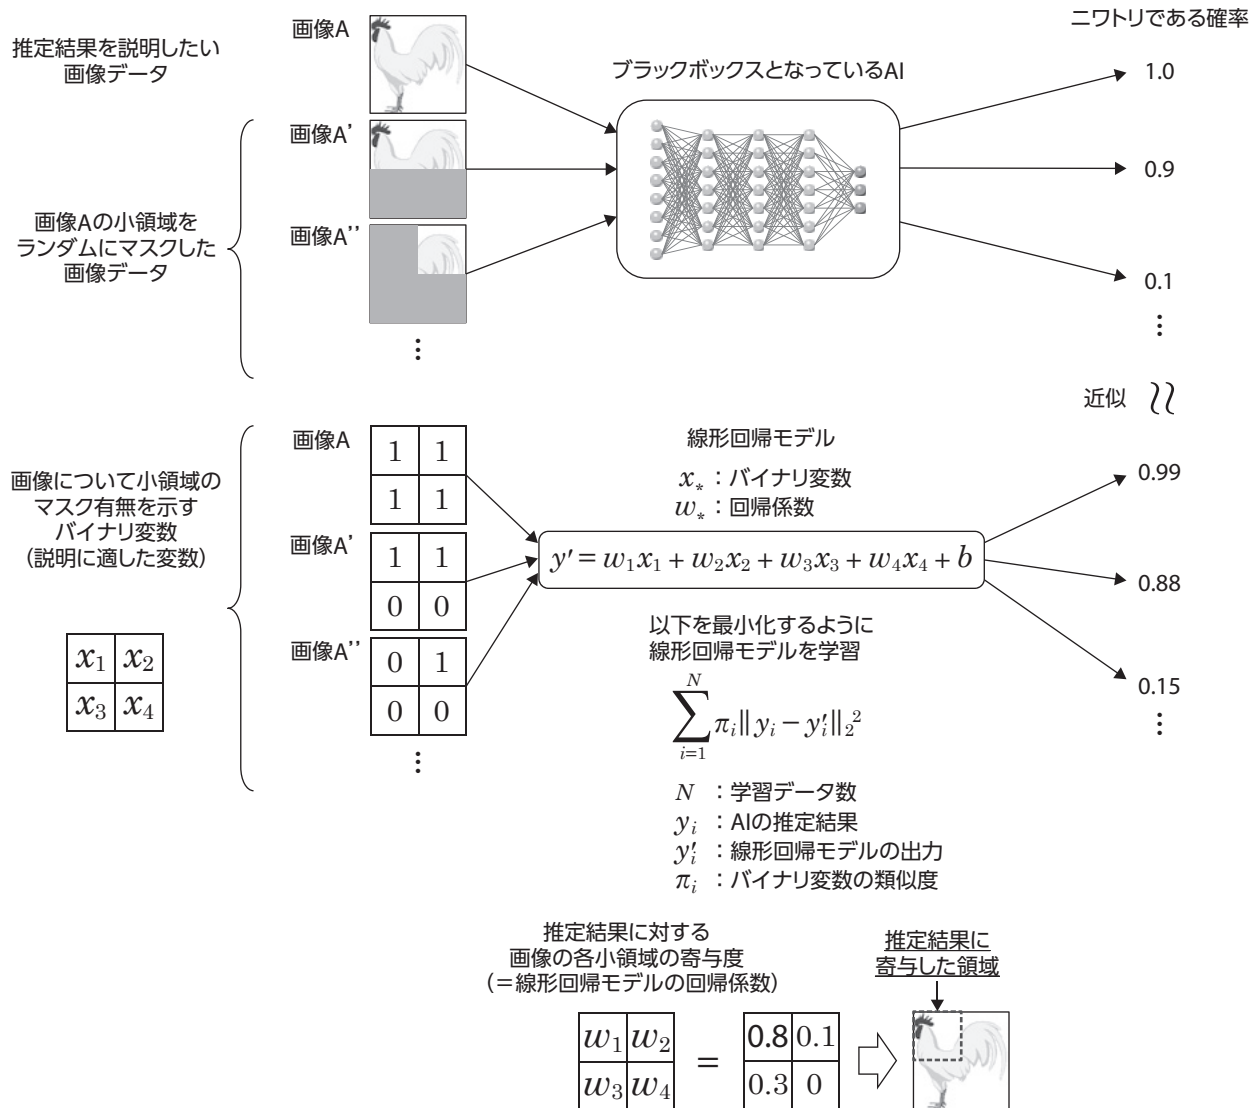 推定結果を説明したい
画像データ
画像A
ブラックボックスとなっているAI
ニワトリである確率
1.0
画像Aの小領域を
ランダムにマスクした
画像データ
画像A'
0.9
画像A''
0.1
⋮
⋮
近似
画像について小領域の
マスク有無を示す
バイナリ変数
(説明に適した変数)
x₁ x₂
x₃ x₄
画像A
1 1
1 1
画像A'
1 1
0 0
画像A''
0 1
0 0
⋮
線形回帰モデル
x* :バイナリ変数
w* :回帰係数
y′ = w₁x₁ + w₂x₂ + w₃x₃ + w₄x₄ + b
0.99
0.88
0.15
⋮
以下を最小化するように
線形回帰モデルを学習
N
∑ πᵢ‖yᵢ − y′ᵢ‖₂²
i=1
N :学習データ数
yᵢ :AIの推定結果
y′ᵢ :線形回帰モデルの出力
πᵢ :バイナリ変数の類似度
推定結果に対する
画像の各小領域の寄与度
(=線形回帰モデルの回帰係数)
w₁ w₂
w₃ w₄
=
0.8 0.1
0.3 0
推定結果に
寄与した領域